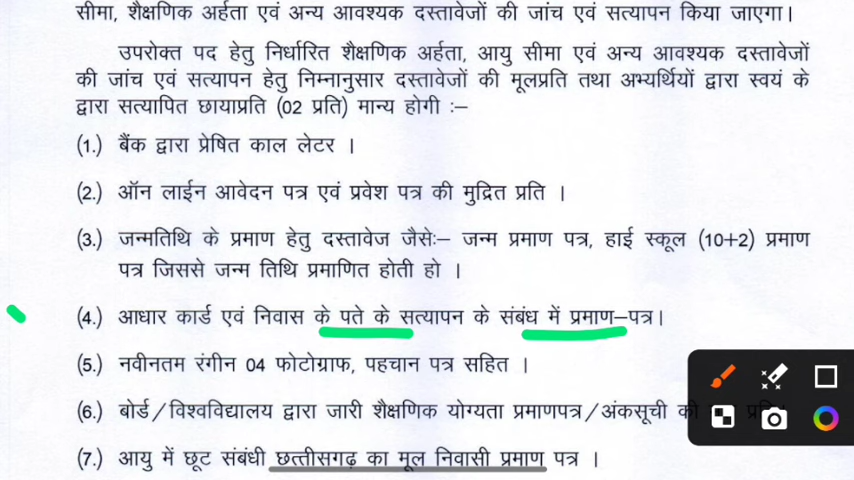 सीमा, शैक्षणिक अर्हता एवं अन्य आवश्यक दस्तावेजों की जांच एवं सत्यापन किया जाएगा।
उपरोक्त पद हेतु निर्धारित शैक्षणिक अर्हता, आयु सीमा एवं अन्य आवश्यक दस्तावेजों
की जांच एवं सत्यापन हेतु निम्नानुसार दस्तावेजों की मूलप्रति तथा अभ्यर्थियों द्वारा स्वयं के
द्वारा सत्यापित छायाप्रति (02 प्रति) मान्य होगी :–
(1.) बैंक द्वारा प्रेषित काल लेटर ।
(2.) ऑन लाईन आवेदन पत्र एवं प्रवेश पत्र की मुद्रित प्रति ।
(3.) जन्मतिथि के प्रमाण हेतु दस्तावेज जैसेः– जन्म प्रमाण पत्र, हाई स्कूल (10+2) प्रमाण
पत्र जिससे जन्म तिथि प्रमाणित होती हो ।
(4.) आधार कार्ड एवं निवास के पते के सत्यापन के संबंध में प्रमाण–पत्र।
(5.) नवीनतम रंगीन 04 फोटोग्राफ, पहचान पत्र सहित ।
(6.) बोर्ड/विश्वविद्यालय द्वारा जारी शैक्षणिक योग्यता प्रमाणपत्र/अंकसूची की
(7.) आयु में छूट संबंधी छत्तीसगढ़ का मूल निवासी प्रमाण पत्र ।